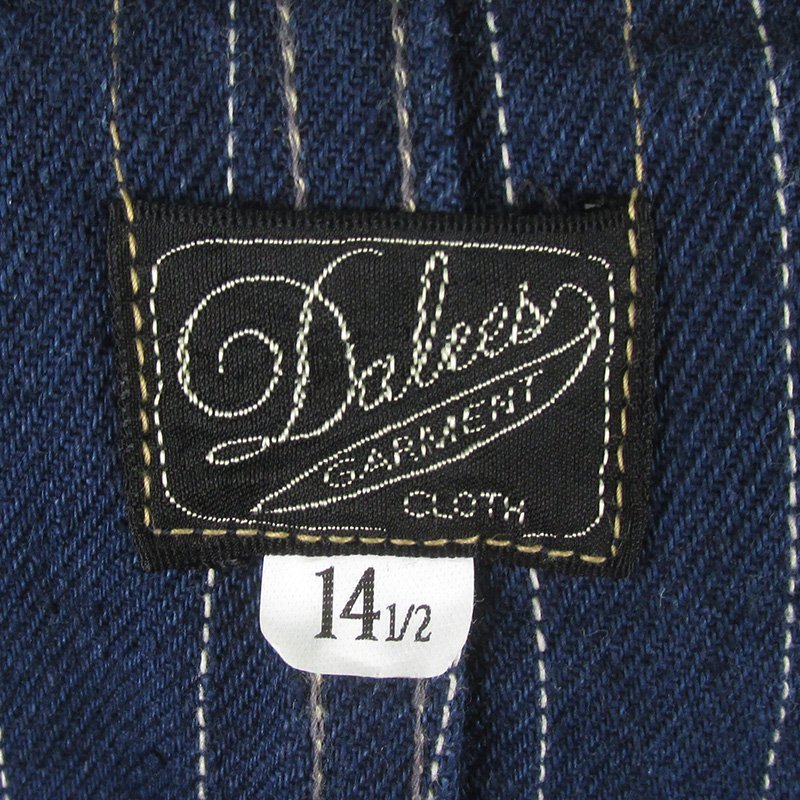 Dalee's
GARMENT
CLOTH
14 1/2